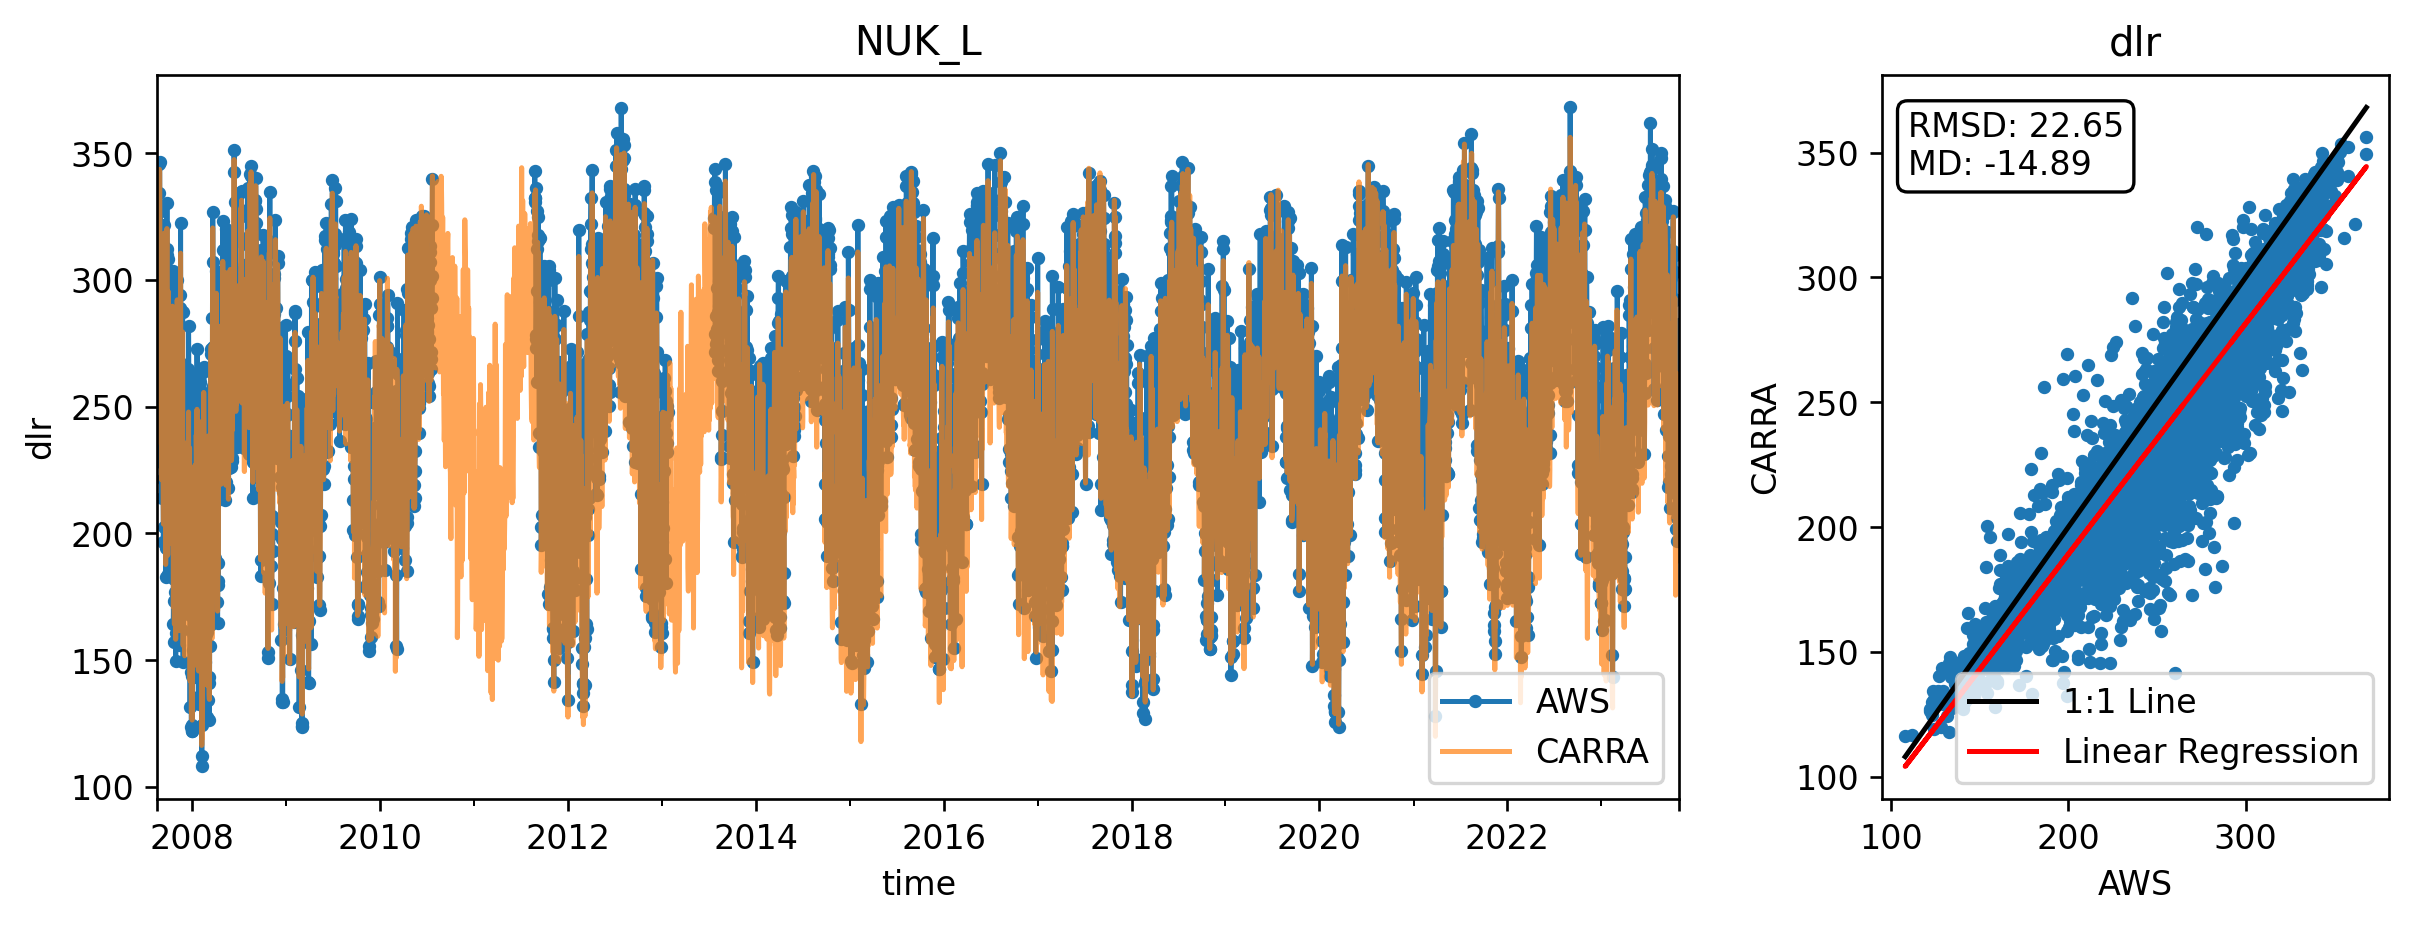 NUK_L
dlr
350
300
250
200
150
100
2008 2010 2012 2014 2016 2018 2020 2022
time
dlr
AWS
CARRA
dlr
RMSD: 22.65
MD: -14.89
CARRA
350
300
250
200
150
100
100 200 300
AWS
1:1 Line
Linear Regression